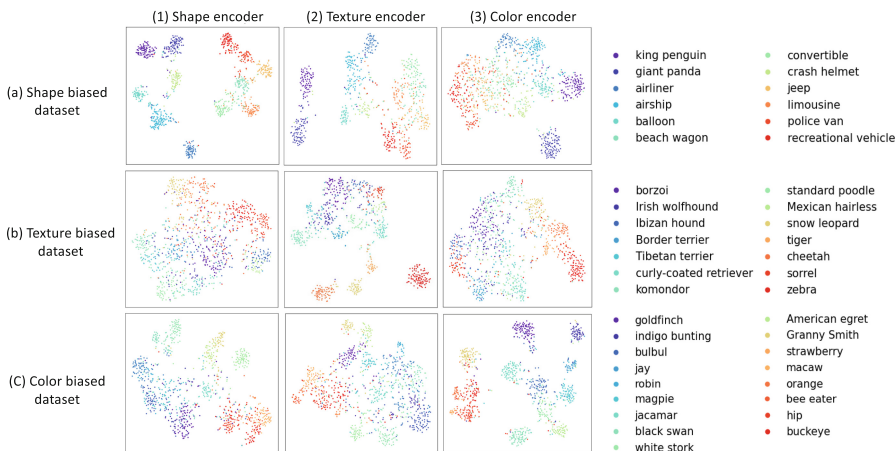 (1) Shape encoder (2) Texture encoder (3) Color encoder
(a) Shape biased
dataset
king penguin
giant panda
airliner
airship
balloon
beach wagon
convertible
crash helmet
jeep
limousine
police van
recreational vehicle
(b) Texture biased
dataset
borzoi
Irish wolfhound
Ibizan hound
Border terrier
Tibetan terrier
curly-coated retriever
komondor
standard poodle
Mexican hairless
snow leopard
tiger
cheetah
sorrel
zebra
(C) Color biased
dataset
goldfinch
indigo bunting
bulbul
jay
robin
magpie
jacamar
black swan
white stork
American egret
Granny Smith
strawberry
macaw
orange
bee eater
hip
buckeye